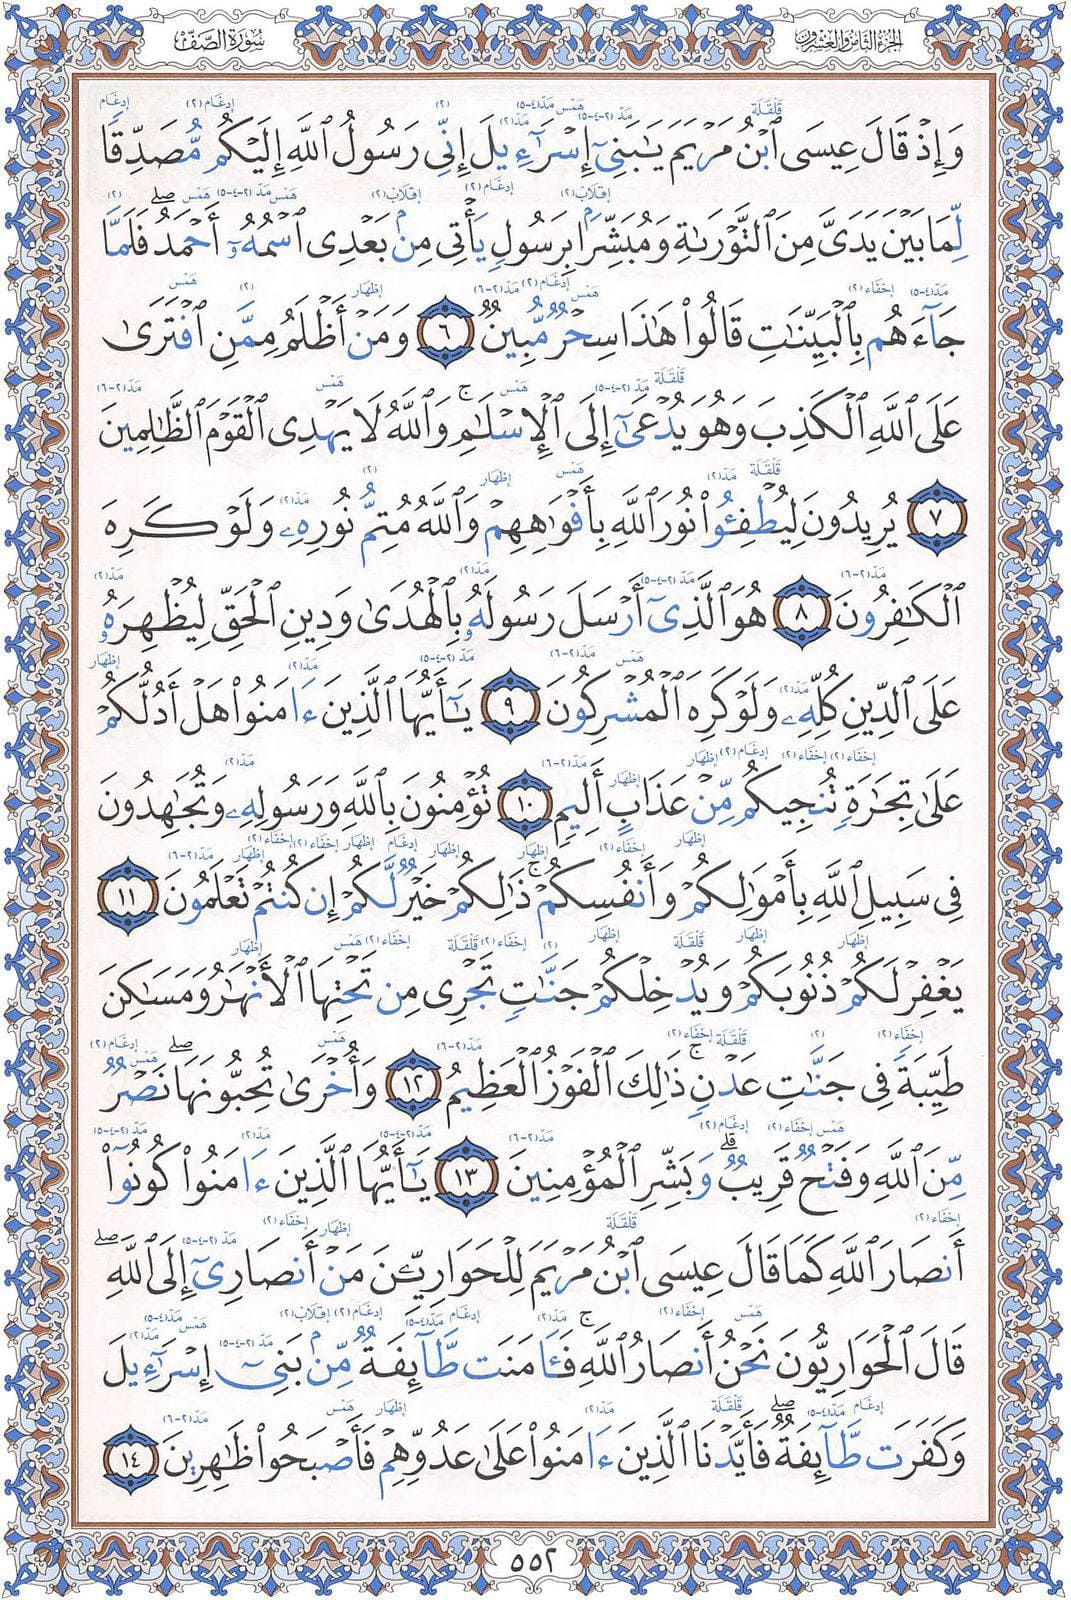 الجزء الثامن والعشرون
سورة الصف
وَإِذْ قَالَ عِيسَى ٱبْنُ مَرْيَمَ يَٰبَنِىٓ إِسْرَٰٓءِيلَ إِنِّى رَسُولُ ٱللَّهِ إِلَيْكُم مُّصَدِّقًا
لِّمَا بَيْنَ يَدَىَّ مِنَ ٱلتَّوْرَىٰةِ وَمُبَشِّرًۢا بِرَسُولٍ يَأْتِى مِنۢ بَعْدِى ٱسْمُهُۥٓ أَحْمَدُ ۖ فَلَمَّا
جَآءَهُم بِٱلْبَيِّنَٰتِ قَالُوا۟ هَٰذَا سِحْرٌ مُّبِينٌ ٦ وَمَنْ أَظْلَمُ مِمَّنِ ٱفْتَرَىٰ
عَلَى ٱللَّهِ ٱلْكَذِبَ وَهُوَ يُدْعَىٰٓ إِلَى ٱلْإِسْلَٰمِ ۚ وَٱللَّهُ لَا يَهْدِى ٱلْقَوْمَ ٱلظَّٰلِمِينَ
٧ يُرِيدُونَ لِيُطْفِـُٔوا۟ نُورَ ٱللَّهِ بِأَفْوَٰهِهِمْ وَٱللَّهُ مُتِمُّ نُورِهِۦ وَلَوْ كَرِهَ
ٱلْكَٰفِرُونَ ٨ هُوَ ٱلَّذِىٓ أَرْسَلَ رَسُولَهُۥ بِٱلْهُدَىٰ وَدِينِ ٱلْحَقِّ لِيُظْهِرَهُۥ
عَلَى ٱلدِّينِ كُلِّهِۦ وَلَوْ كَرِهَ ٱلْمُشْرِكُونَ ٩ يَٰٓأَيُّهَا ٱلَّذِينَ ءَامَنُوا۟ هَلْ أَدُلُّكُمْ
عَلَىٰ تِجَٰرَةٍ تُنجِيكُم مِّنْ عَذَابٍ أَلِيمٍ ١٠ تُؤْمِنُونَ بِٱللَّهِ وَرَسُولِهِۦ وَتُجَٰهِدُونَ
فِى سَبِيلِ ٱللَّهِ بِأَمْوَٰلِكُمْ وَأَنفُسِكُمْ ۚ ذَٰلِكُمْ خَيْرٌ لَّكُمْ إِن كُنتُمْ تَعْلَمُونَ ١١
يَغْفِرْ لَكُمْ ذُنُوبَكُمْ وَيُدْخِلْكُمْ جَنَّٰتٍ تَجْرِى مِن تَحْتِهَا ٱلْأَنْهَٰرُ وَمَسَٰكِنَ
طَيِّبَةً فِى جَنَّٰتِ عَدْنٍ ۚ ذَٰلِكَ ٱلْفَوْزُ ٱلْعَظِيمُ ١٢ وَأُخْرَىٰ تُحِبُّونَهَا ۖ نَصْرٌ
مِّنَ ٱللَّهِ وَفَتْحٌ قَرِيبٌ ۗ وَبَشِّرِ ٱلْمُؤْمِنِينَ ١٣ يَٰٓأَيُّهَا ٱلَّذِينَ ءَامَنُوا۟ كُونُوٓا۟
أَنصَارَ ٱللَّهِ كَمَا قَالَ عِيسَى ٱبْنُ مَرْيَمَ لِلْحَوَارِيِّـۧنَ مَنْ أَنصَارِىٓ إِلَى ٱللَّهِ ۖ
قَالَ ٱلْحَوَارِيُّونَ نَحْنُ أَنصَارُ ٱللَّهِ ۚ فَـَٔامَنَت طَّآئِفَةٌ مِّنۢ بَنِىٓ إِسْرَٰٓءِيلَ
وَكَفَرَت طَّآئِفَةٌ ۖ فَأَيَّدْنَا ٱلَّذِينَ ءَامَنُوا۟ عَلَىٰ عَدُوِّهِمْ فَأَصْبَحُوا۟ ظَٰهِرِينَ ١٤
٥٥٢